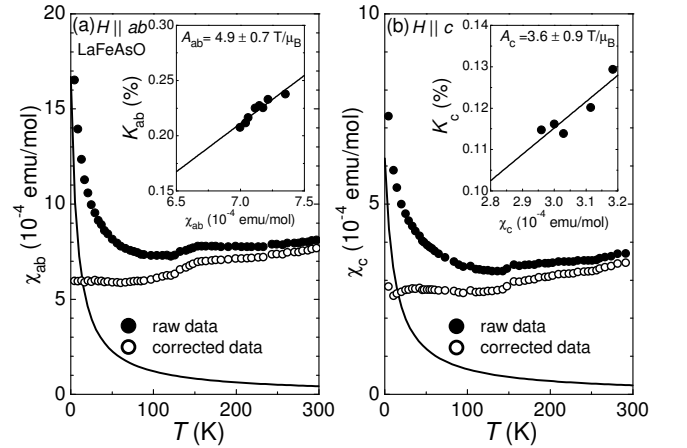 (a) H || ab
LaFeAsO
A_ab= 4.9 ± 0.7 T/μ_B
K_ab (%)
0.30
0.25
0.20
0.15
6.5 7.0 7.5
χ_ab (10⁻⁴ emu/mol)
χ_ab (10⁻⁴ emu/mol)
20
15
10
5
0
raw data
corrected data
0 100 200 300
T (K)
(b) H || c
A_c=3.6 ± 0.9 T/μ_B
K_c (%)
0.14
0.13
0.12
0.11
0.10
2.8 3.0 3.2
χ_c (10⁻⁴ emu/mol)
χ_c (10⁻⁴ emu/mol)
10
5
0
raw data
corrected data
0 100 200 300
T (K)